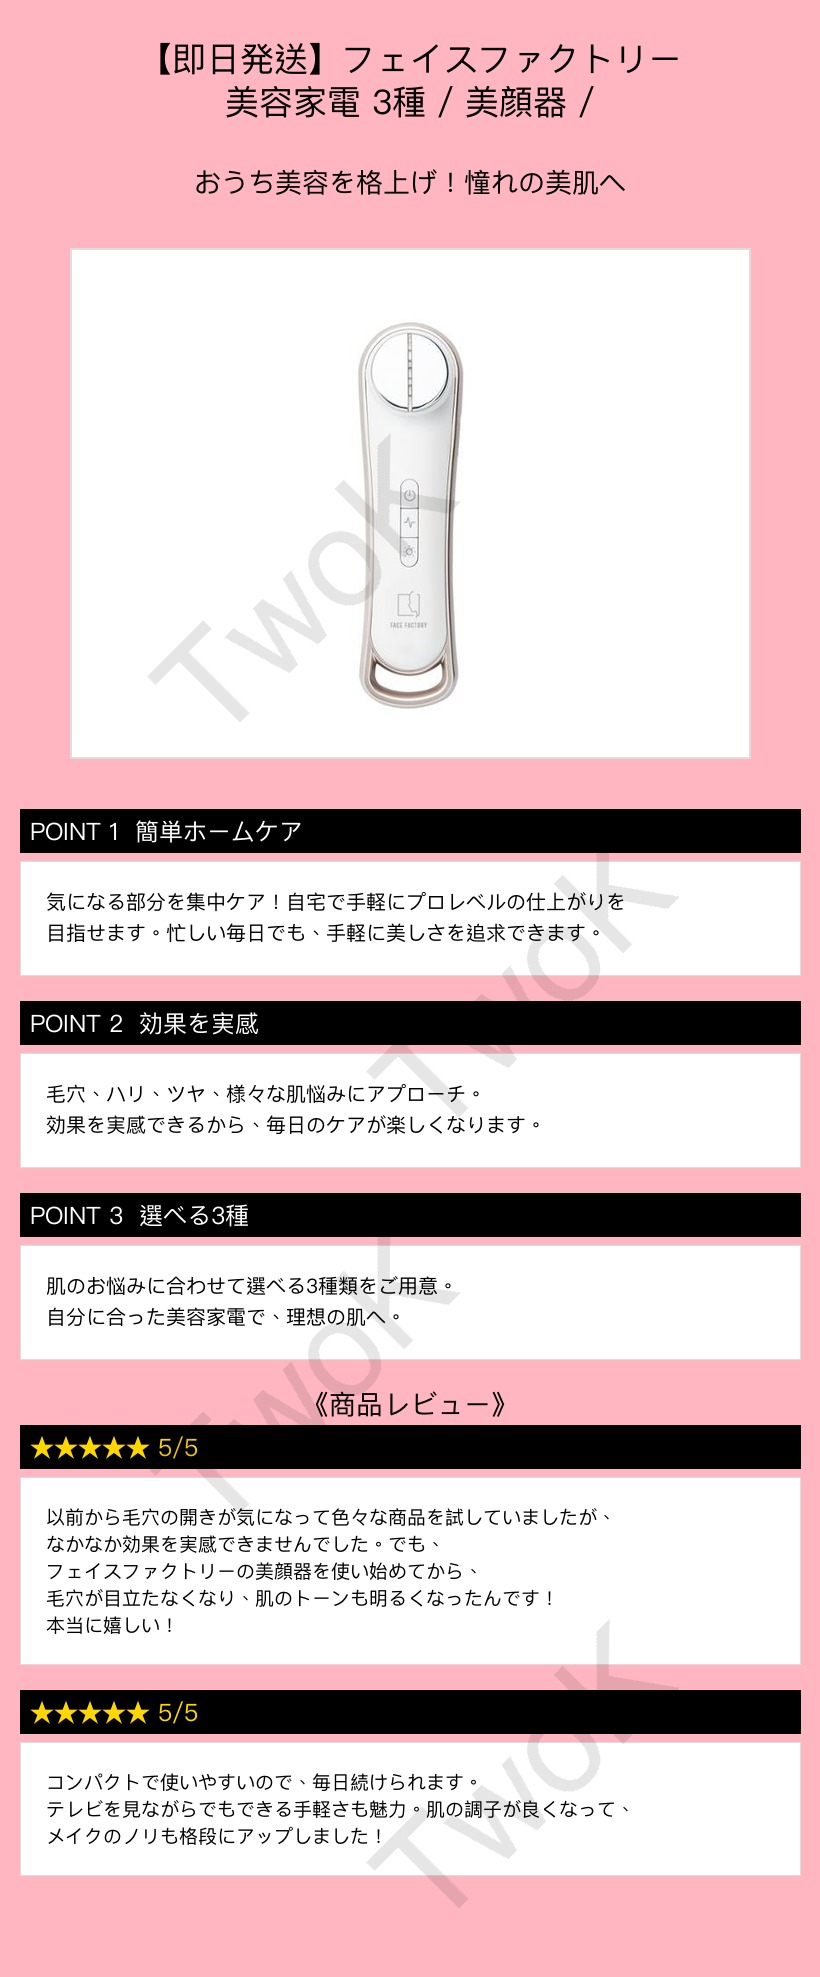 【即日発送】フェイスファクトリー
美容家電 3種 / 美顔器 /
おうち美容を格上げ！憧れの美肌へ
TwoK
FACE FACTORY
POINT 1 簡単ホームケア
気になる部分を集中ケア！自宅で手軽にプロレベルの仕上がりを
目指せます。忙しい毎日でも、手軽に美しさを追求できます。
TwoK
POINT 2 効果を実感
毛穴、ハリ、ツヤ、様々な肌悩みにアプローチ。
効果を実感できるから、毎日のケアが楽しくなります。
POINT 3 選べる3種
肌のお悩みに合わせて選べる3種類をご用意。
自分に合った美容家電で、理想の肌へ。
TwoK
《商品レビュー》
★★★★★ 5/5
以前から毛穴の開きが気になって色々な商品を試していましたが、
なかなか効果を実感できませんでした。でも、
フェイスファクトリーの美顔器を使い始めてから、
毛穴が目立たなくなり、肌のトーンも明るくなったんです！
本当に嬉しい！
★★★★★ 5/5
TwoK
コンパクトで使いやすいので、毎日続けられます。
テレビを見ながらでもできる手軽さも魅力。肌の調子が良くなって、
メイクのノリも格段にアップしました！